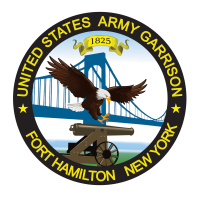 UNITED STATES ARMY GARRISON
1825
FORT HAMILTON NEW YORK